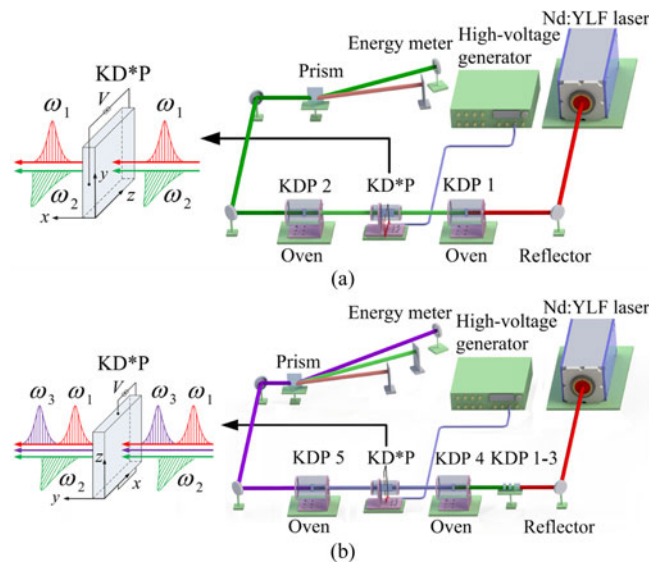 Nd:YLF laser
Energy meter
High-voltage
generator
Prism
KD*P
V
ω1
ω1
y
z
x
ω2
ω2
KDP 2
KD*P
KDP 1
Oven
Oven
Reflector
(a)
Nd:YLF laser
Energy meter
High-voltage
generator
Prism
KD*P
V
ω3
ω1
ω3
ω1
z
x
y
ω2
ω2
KDP 5
KD*P
KDP 4
KDP 1-3
Oven
Oven
Reflector
(b)